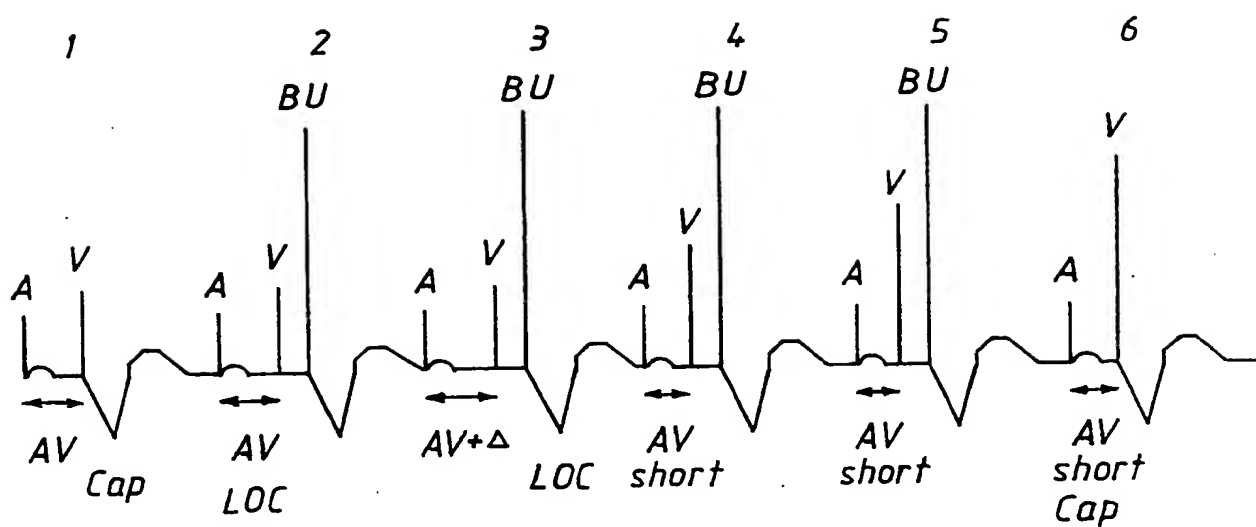 1 2 3 4 5 6
BU BU BU BU
V
V
V
A V A V A V A A A
AV AV AV+Δ AV AV AV
Cap LOC LOC short short short
Cap